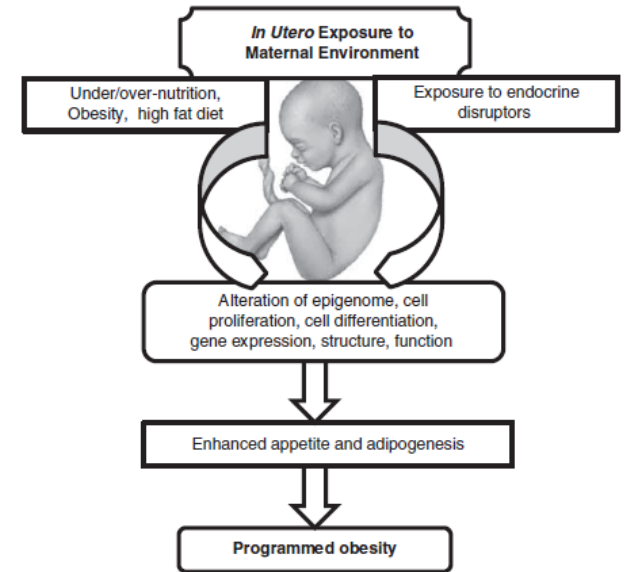 In Utero Exposure to
Maternal Environment
Under/over-nutrition,
Obesity, high fat diet
Exposure to endocrine
disruptors
Alteration of epigenome, cell
proliferation, cell differentiation,
gene expression, structure, function
Enhanced appetite and adipogenesis
Programmed obesity